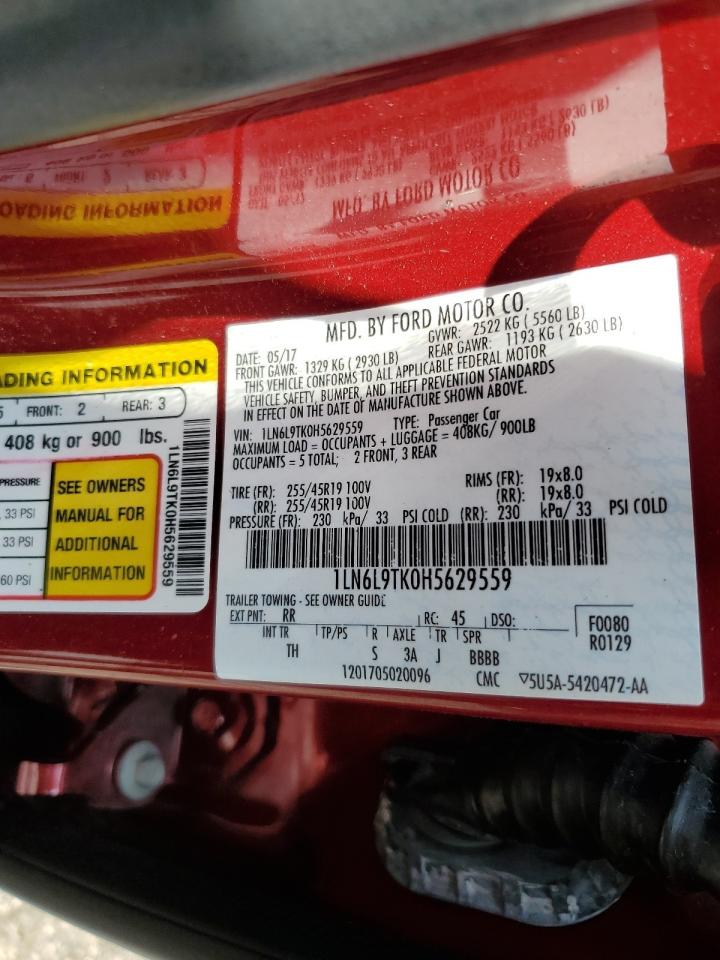 ADING INFORMATION
5 FRONT: 2 REAR: 3
408 kg or 900 lbs.
PRESSURE
33 PSI
33 PSI
60 PSI
SEE OWNERS
MANUAL FOR
ADDITIONAL
INFORMATION
1LN6L9TK0H5629559
MFD. BY FORD MOTOR CO.
DATE: 05/17 GVWR: 2522 KG ( 5560 LB)
FRONT GAWR: 1329 KG ( 2930 LB) REAR GAWR: 1193 KG ( 2630 LB)
THIS VEHICLE CONFORMS TO ALL APPLICABLE FEDERAL MOTOR
VEHICLE SAFETY, BUMPER, AND THEFT PREVENTION STANDARDS
IN EFFECT ON THE DATE OF MANUFACTURE SHOWN ABOVE.
VIN: 1LN6L9TK0H5629559 TYPE: Passenger Car
MAXIMUM LOAD = OCCUPANTS + LUGGAGE = 408KG/ 900LB
OCCUPANTS = 5 TOTAL; 2 FRONT, 3 REAR
TIRE (FR): 255/45R19 100V RIMS (FR): 19x8.0
(RR): 255/45R19 100V (RR): 19x8.0
PRESSURE (FR): 230 kPa/ 33 PSI COLD (RR): 230 kPa/ 33 PSI COLD
1LN6L9TK0H5629559
TRAILER TOWING - SEE OWNER GUIDE
EXT PNT: RR RC: 45 DSO: F0080
INT TR TP/PS R AXLE TR SPR R0129
TH S 3A J BBBB
1201705020096 CMC ▽5U5A-5420472-AA